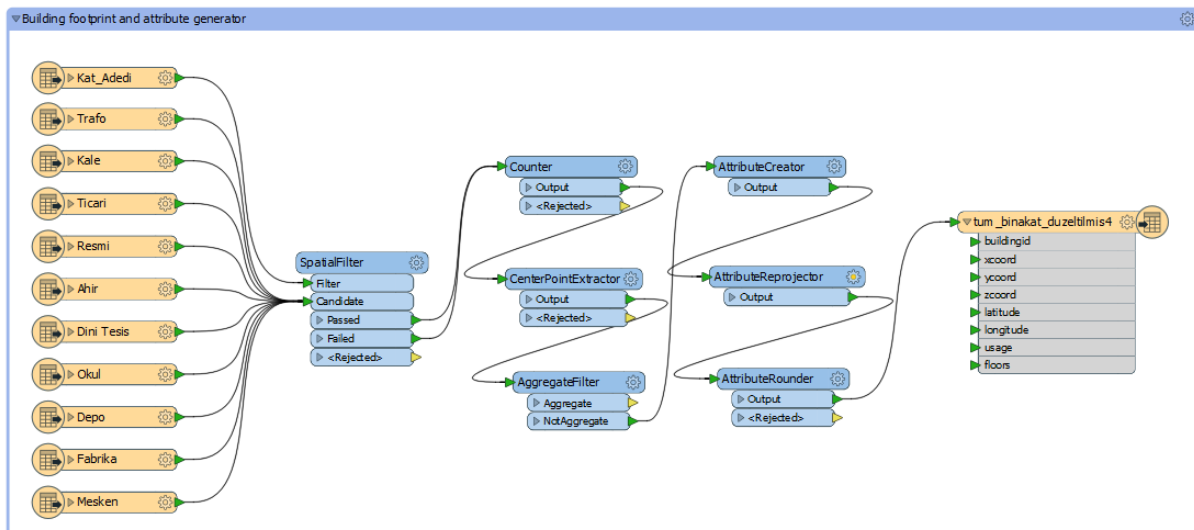 Building footprint and attribute generator
Kat_Adedi
Trafo
Kale
Ticari
Resmi
Ahir
Dini Tesis
Okul
Depo
Fabrika
Mesken
SpatialFilter
Filter
Candidate
Passed
Failed
<Rejected>
Counter
Output
<Rejected>
CenterPointExtractor
Output
<Rejected>
AggregateFilter
Aggregate
NotAggregate
AttributeCreator
Output
AttributeReprojector
Output
AttributeRounder
Output
<Rejected>
tum_binakat_duzeltilmis4
buildingid
xcoord
ycoord
zcoord
latitude
longitude
usage
floors